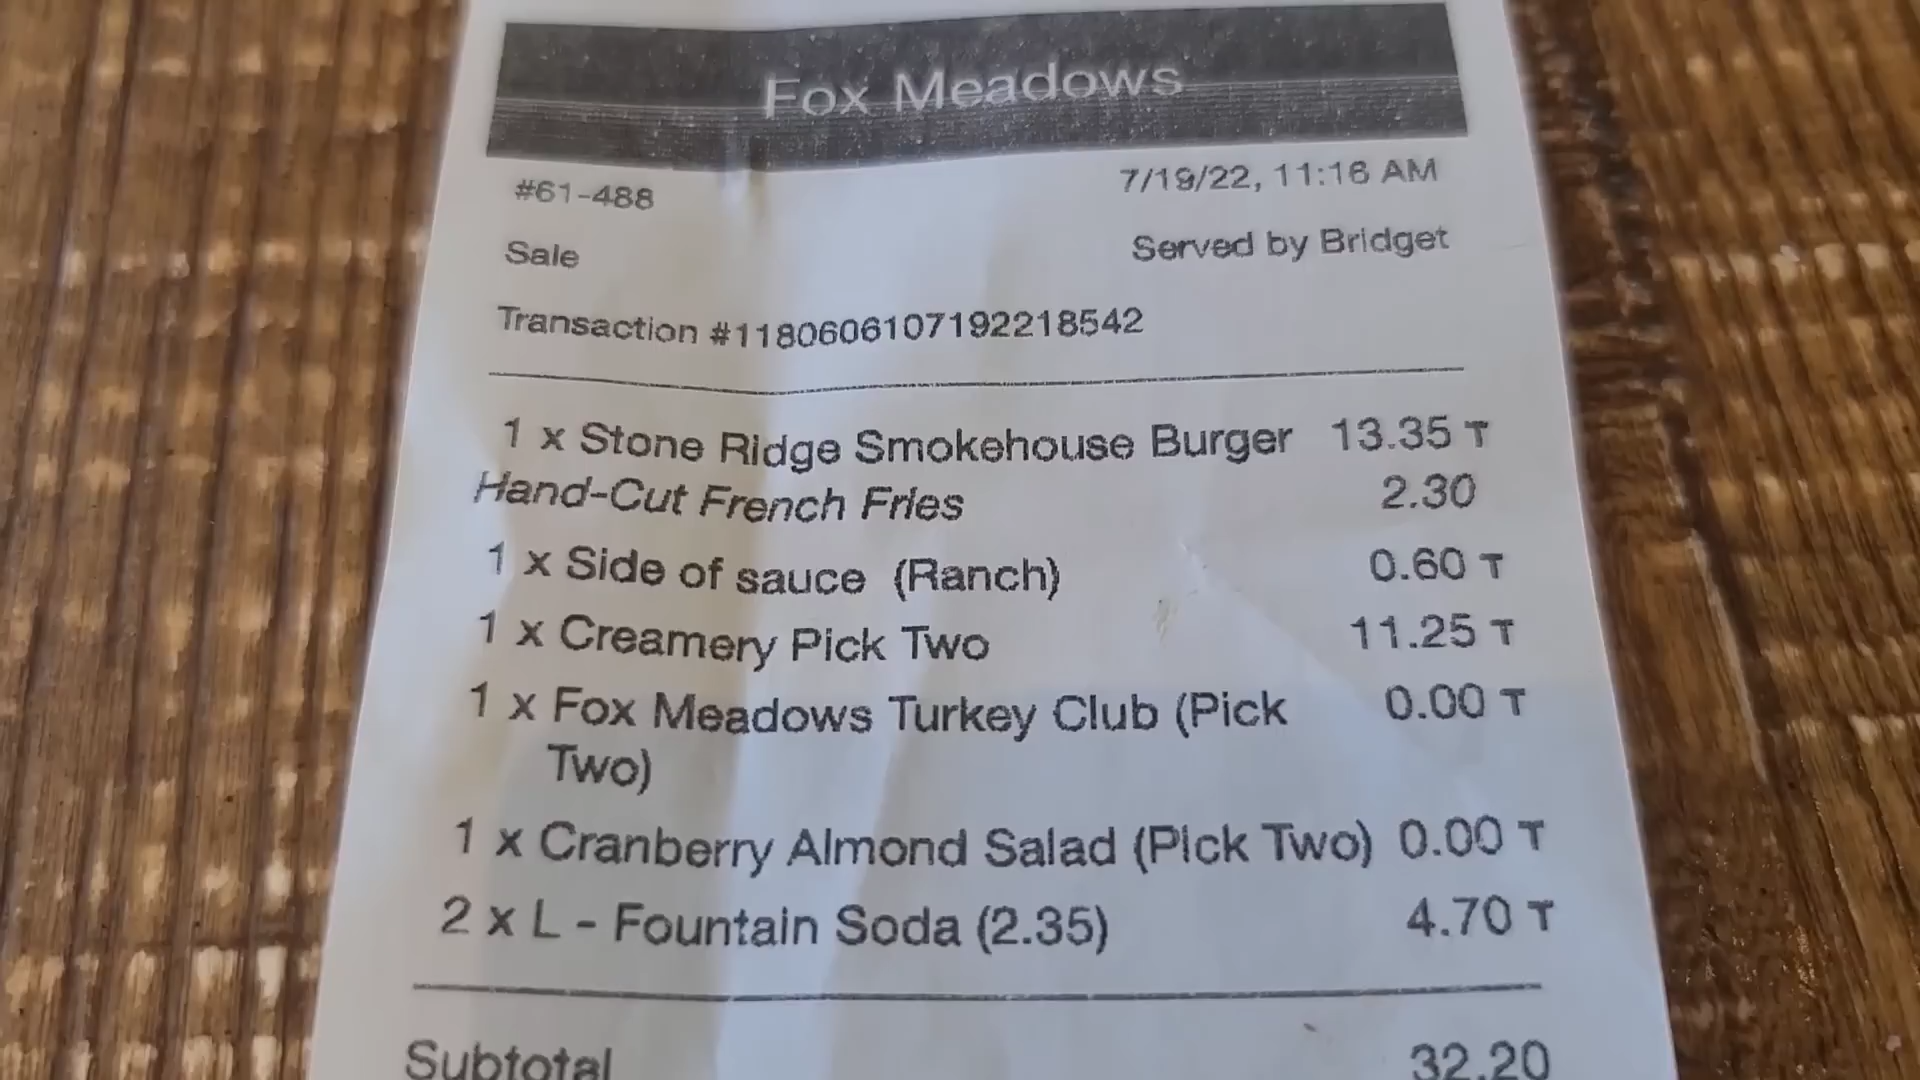 Fox Meadows
#61-488 7/19/22, 11:16 AM
Sale Served by Bridget
Transaction #1180606107192218542
1 x Stone Ridge Smokehouse Burger 13.35 T
Hand-Cut French Fries 2.30
1 x Side of sauce (Ranch) 0.60 T
1 x Creamery Pick Two 11.25 T
1 x Fox Meadows Turkey Club (Pick 0.00 T
Two)
1 x Cranberry Almond Salad (Pick Two) 0.00 T
2 x L - Fountain Soda (2.35) 4.70 T
Subtotal 32.20